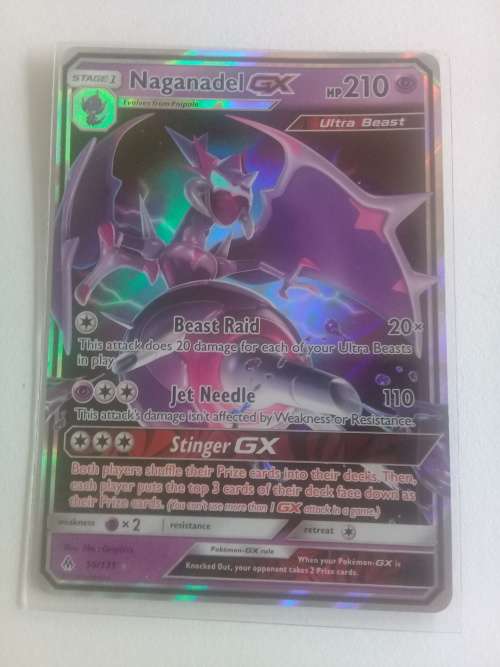 STAGE 1 Naganadel GX HP 210
Evolves from Poipole
Ultra Beast
Beast Raid 20×
This attack does 20 damage for each of your Ultra Beasts
in play.
Jet Needle 110
This attack's damage isn't affected by Weakness or Resistance.
Stinger GX
Both players shuffle their Prize cards into their decks. Then,
each player puts the top 3 cards of their deck face down as
their Prize cards. (You can't use more than 1 GX attack in a game.)
weakness ×2 resistance retreat
Pokémon-GX rule
When your Pokémon-GX is
Knocked Out, your opponent takes 2 Prize cards.
56/131